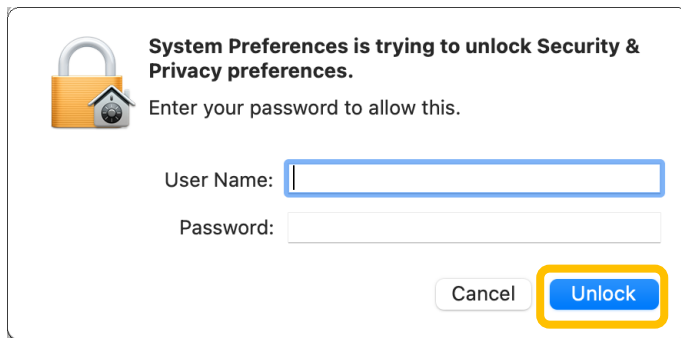 System Preferences is trying to unlock Security &
Privacy preferences.
Enter your password to allow this.
User Name:
Password:
Cancel
Unlock